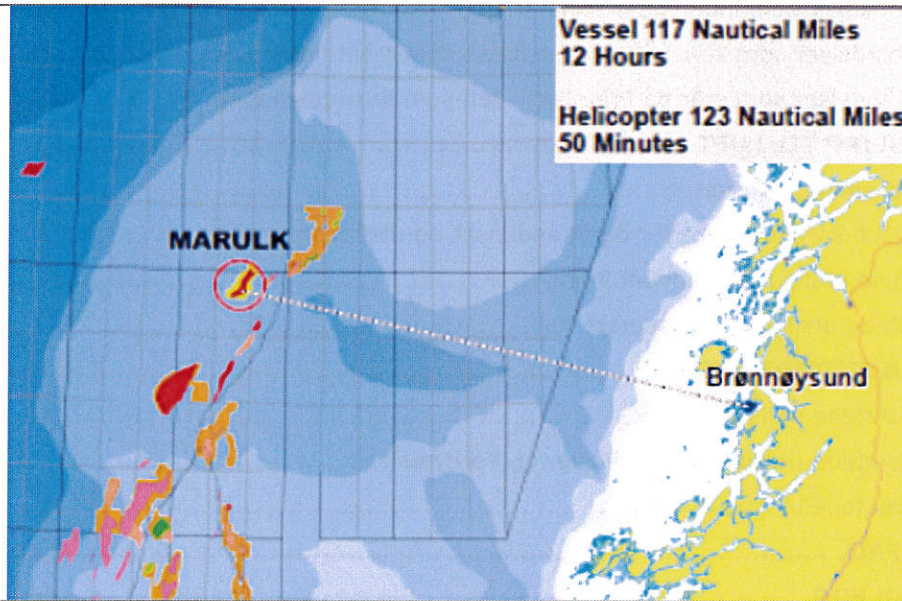 Vessel 117 Nautical Miles
12 Hours
Helicopter 123 Nautical Miles
50 Minutes
MARULK
Brønnøysund